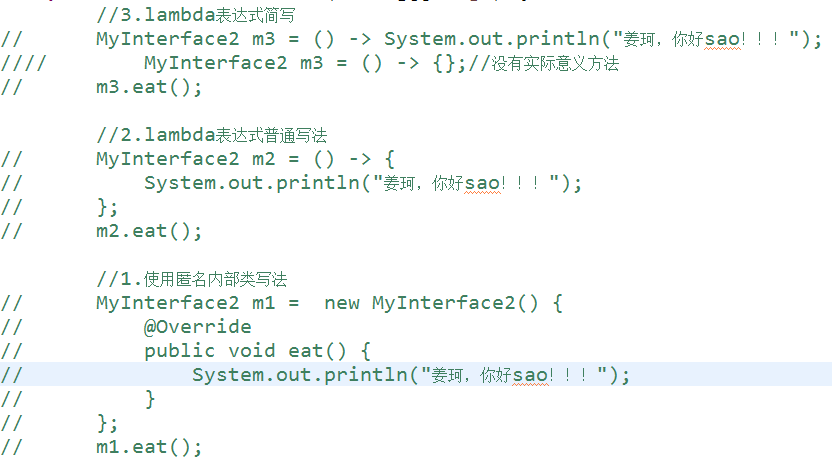 //3.lambda表达式简写
// MyInterface2 m3 = () -> System.out.println("姜珂，你好sao！！！");
//// MyInterface2 m3 = () -> {};//没有实际意义方法
// m3.eat();
//2.lambda表达式普通写法
// MyInterface2 m2 = () -> {
// System.out.println("姜珂，你好sao！！！");
// };
// m2.eat();
//1.使用匿名内部类写法
// MyInterface2 m1 =  new MyInterface2() {
// @Override
// public void eat() {
// System.out.println("姜珂，你好sao！！！");
// }
// };
// m1.eat();